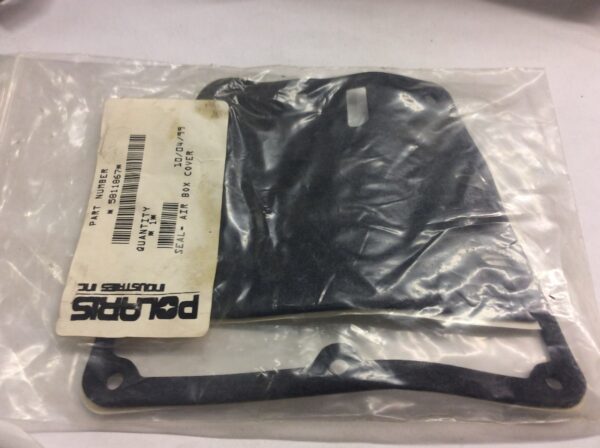 PART NUMBER
* 5811867*
QUANTITY
* 1*
10/04/99
SEAL- AIR BOX COVER
POLARIS
INDUSTRIES INC.